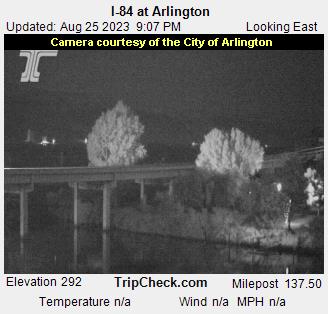 I-84 at Arlington
Updated: Aug 25 2023 9:07 PM Looking East
Camera courtesy of the City of Arlington
Elevation 292 TripCheck.com Milepost 137.50
Temperature n/a Wind n/a MPH n/a